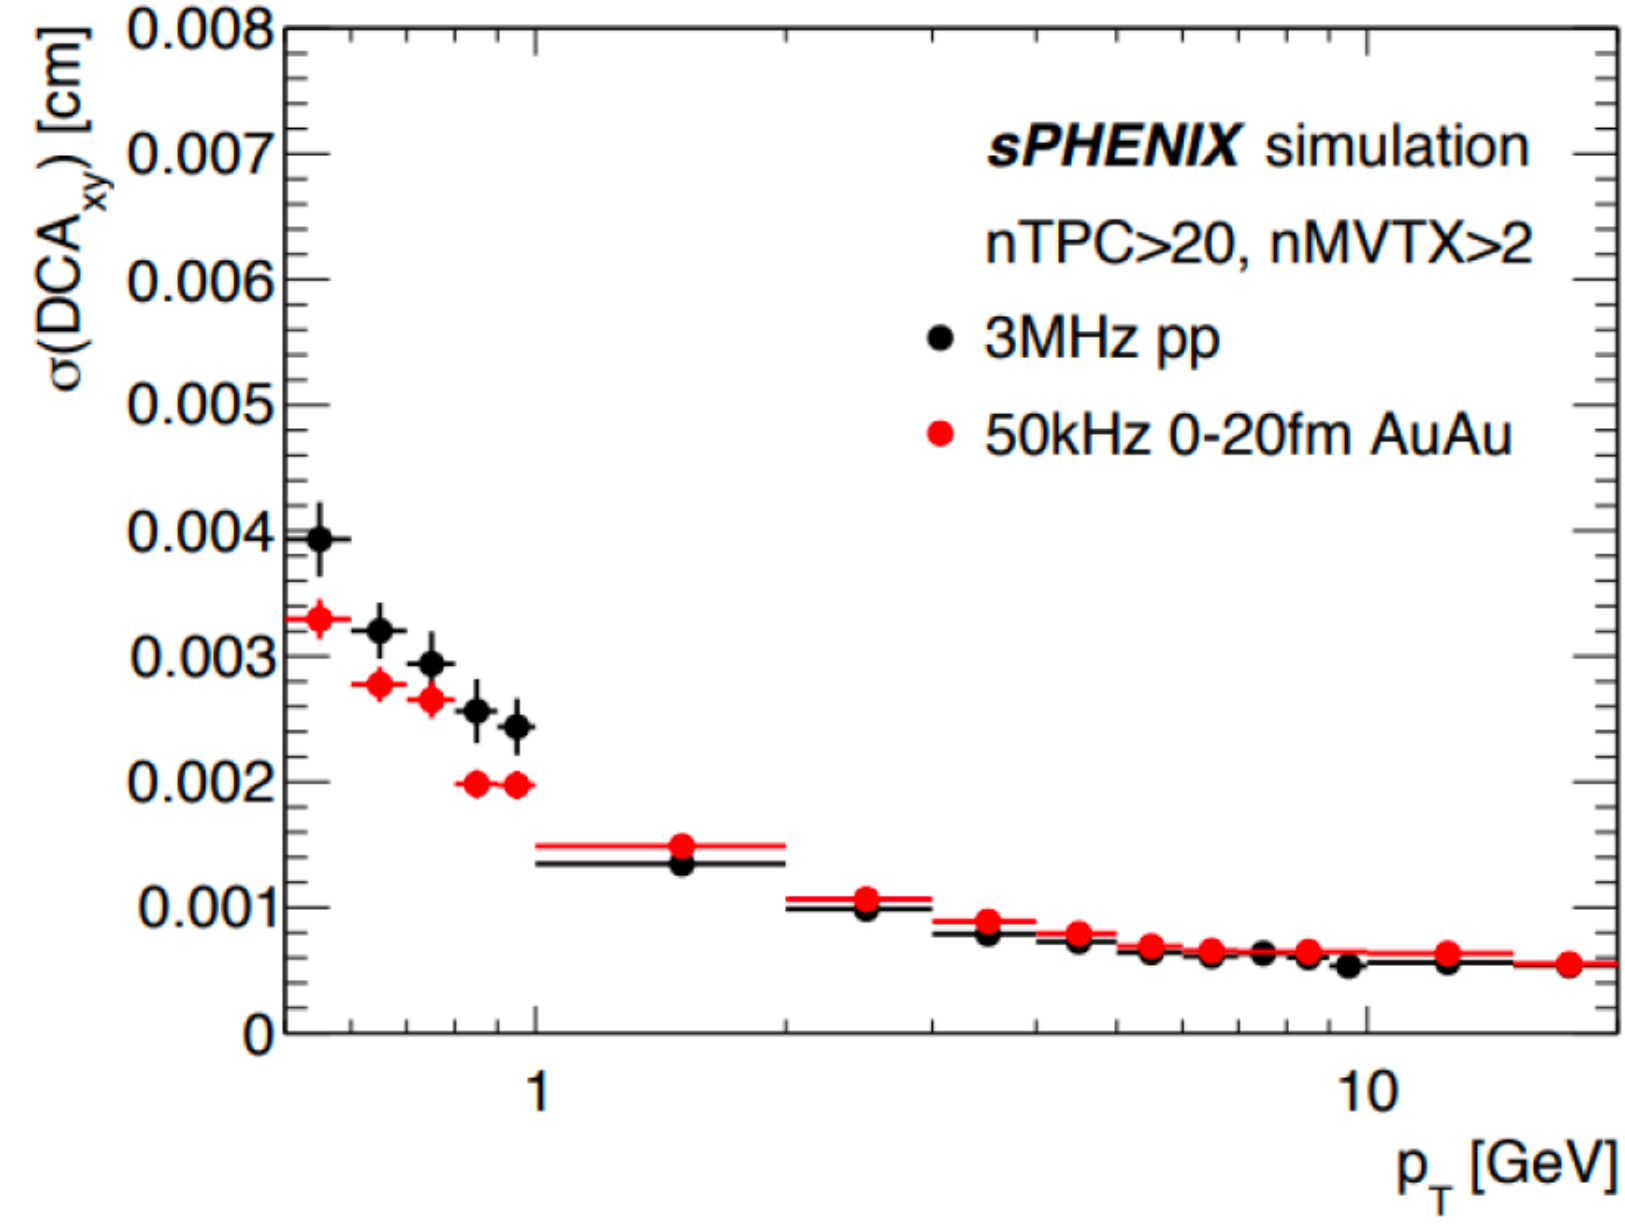 σ(DCAxy) [cm]
0.008
0.007
0.006
0.005
0.004
0.003
0.002
0.001
0
sPHENIX simulation
nTPC>20, nMVTX>2
3MHz pp
50kHz 0-20fm AuAu
1
10
pT [GeV]